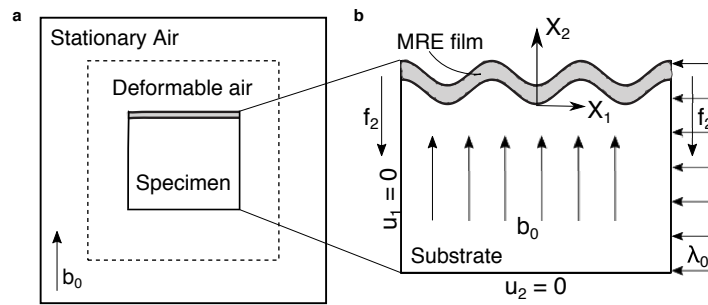 a
Stationary Air
Deformable air
Specimen
b₀
b
X₂
MRE film
X₁
f₂
f₂
u₁ = 0
b₀
λ₀
Substrate
u₂ = 0